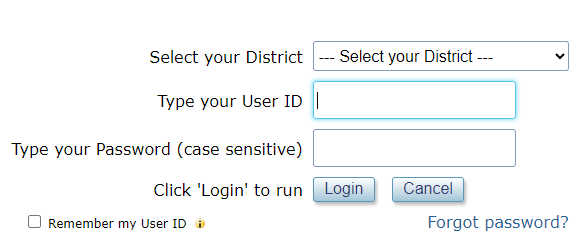 Select your District --- Select your District ---
Type your User ID
Type your Password (case sensitive)
Click 'Login' to run Login Cancel
Remember my User ID i Forgot password?